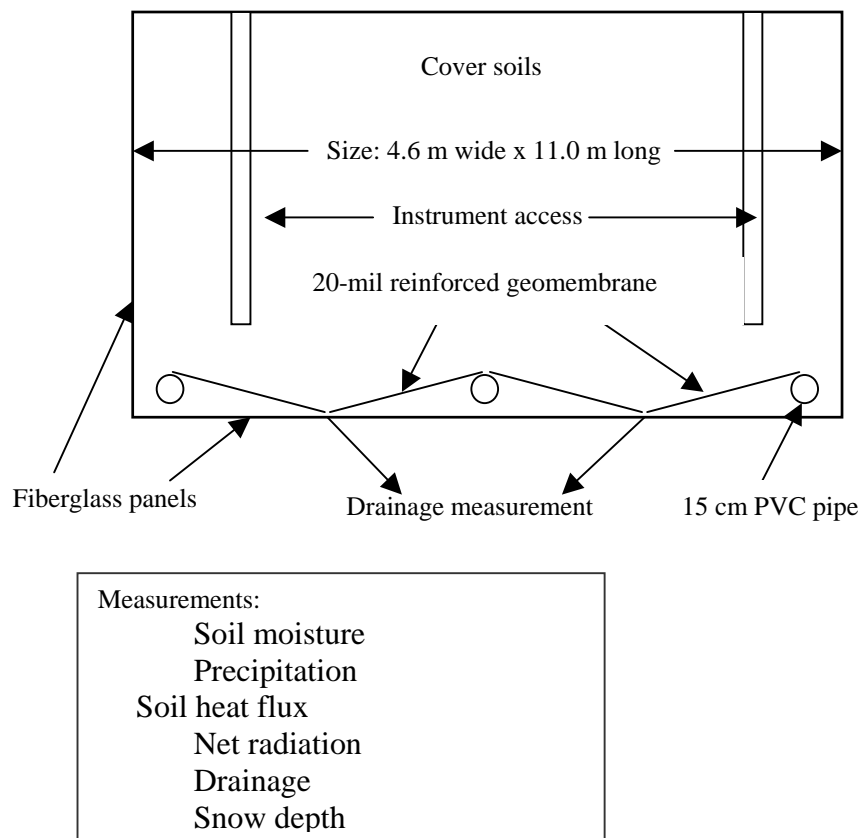 Cover soils
Size: 4.6 m wide x 11.0 m long
Instrument access
20-mil reinforced geomembrane
Fiberglass panels
Drainage measurement
15 cm PVC pipe
Measurements:
Soil moisture
Precipitation
Soil heat flux
Net radiation
Drainage
Snow depth